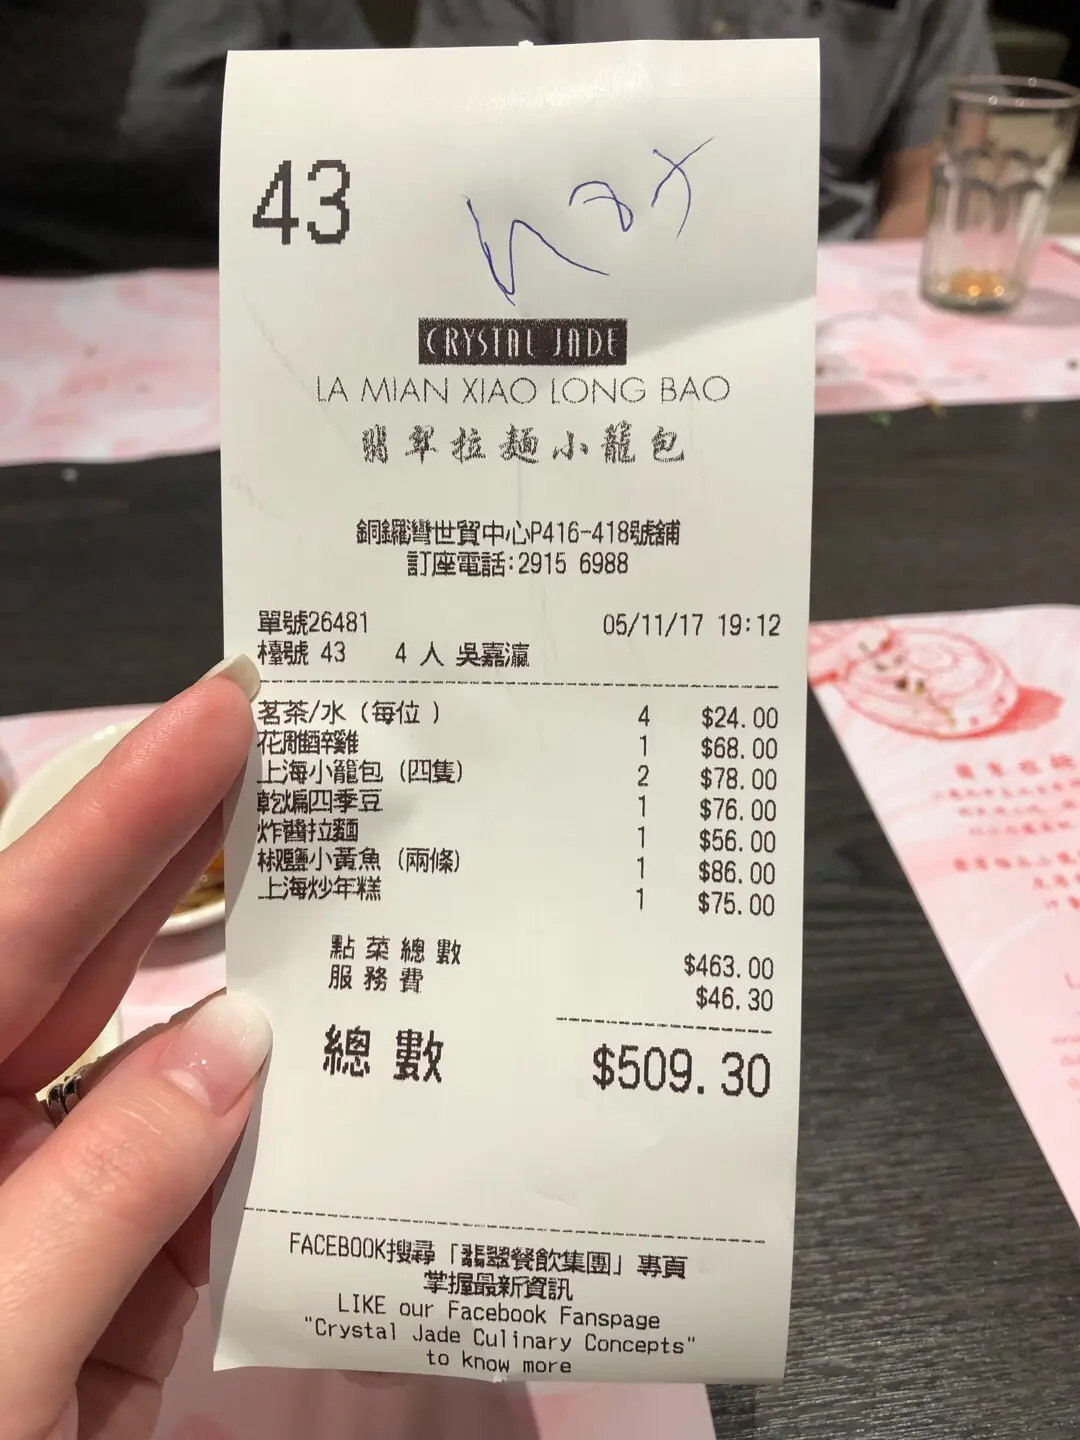 43
CRYSTAL JADE
LA MIAN XIAO LONG BAO
翡翠拉麵小籠包
銅鑼灣世貿中心P416-418號舖
訂座電話:2915 6988
單號26481 05/11/17 19:12
檯號 43 4 人 吳嘉瀛
茗茶/水 (每位 ) 4 $24.00
花雕醉雞 1 $68.00
上海小籠包 (四隻) 2 $78.00
乾煸四季豆 1 $76.00
炸醬拉麵 1 $56.00
椒鹽小黃魚 (兩條) 1 $86.00
上海炒年糕 1 $75.00
點菜總數 $463.00
服務費 $46.30
總數 $509.30
FACEBOOK搜尋「翡翠餐飲集團」專頁
掌握最新資訊
LIKE our Facebook Fanspage
"Crystal Jade Culinary Concepts"
to know more